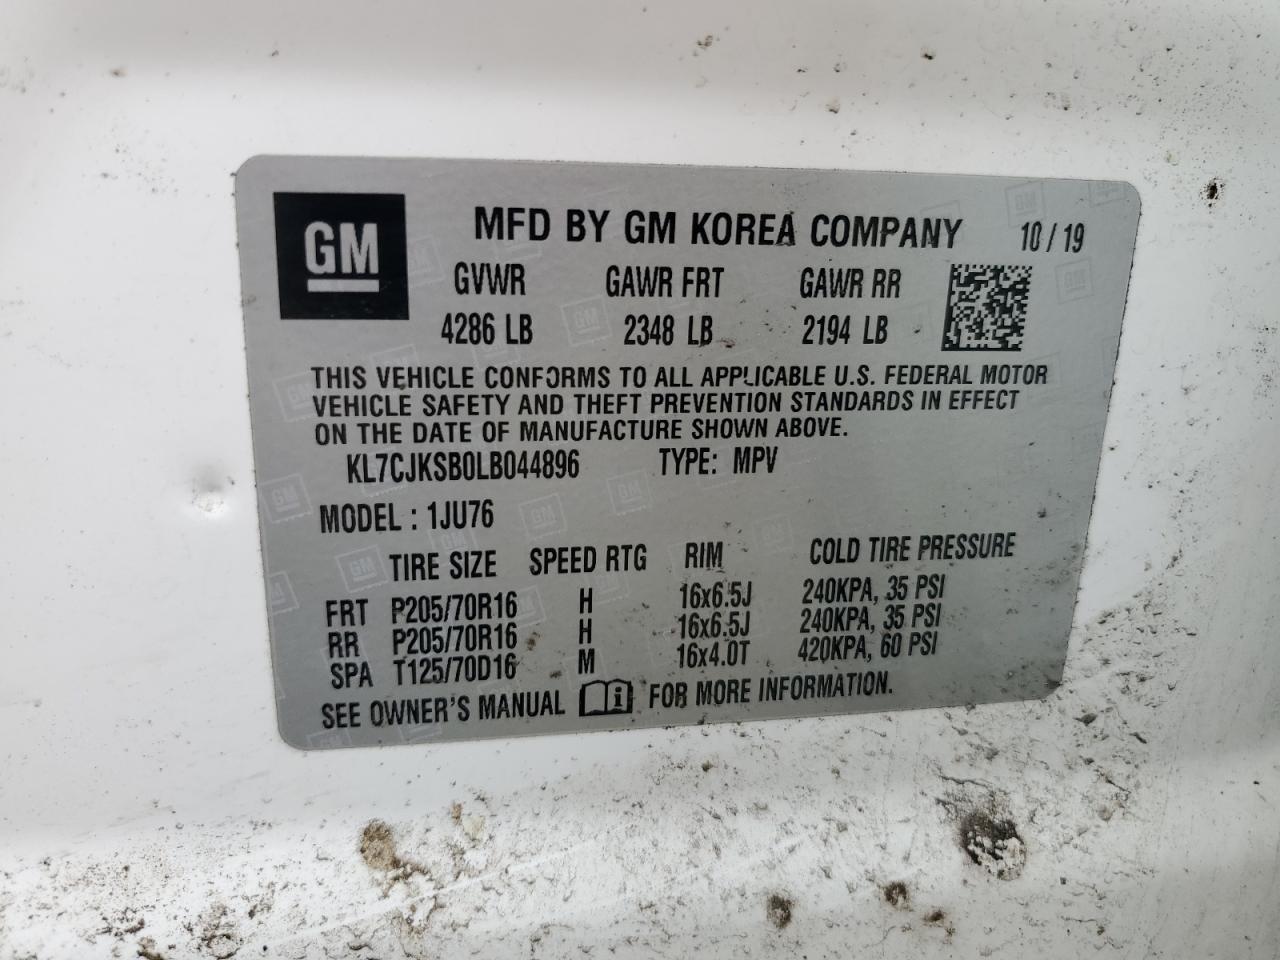 GM
MFD BY GM KOREA COMPANY 10 / 19
GVWR GAWR FRT GAWR RR
4286 LB 2348 LB 2194 LB
THIS VEHICLE CONFORMS TO ALL APPLICABLE U.S. FEDERAL MOTOR
VEHICLE SAFETY AND THEFT PREVENTION STANDARDS IN EFFECT
ON THE DATE OF MANUFACTURE SHOWN ABOVE.
KL7CJKSB0LB044896 TYPE: MPV
MODEL : 1JU76
TIRE SIZE SPEED RTG RIM COLD TIRE PRESSURE
FRT P205/70R16 H 16x6.5J 240KPA, 35 PSI
RR P205/70R16 H 16x6.5J 240KPA, 35 PSI
SPA T125/70D16 M 16x4.0T 420KPA, 60 PSI
SEE OWNER'S MANUAL i FOR MORE INFORMATION.